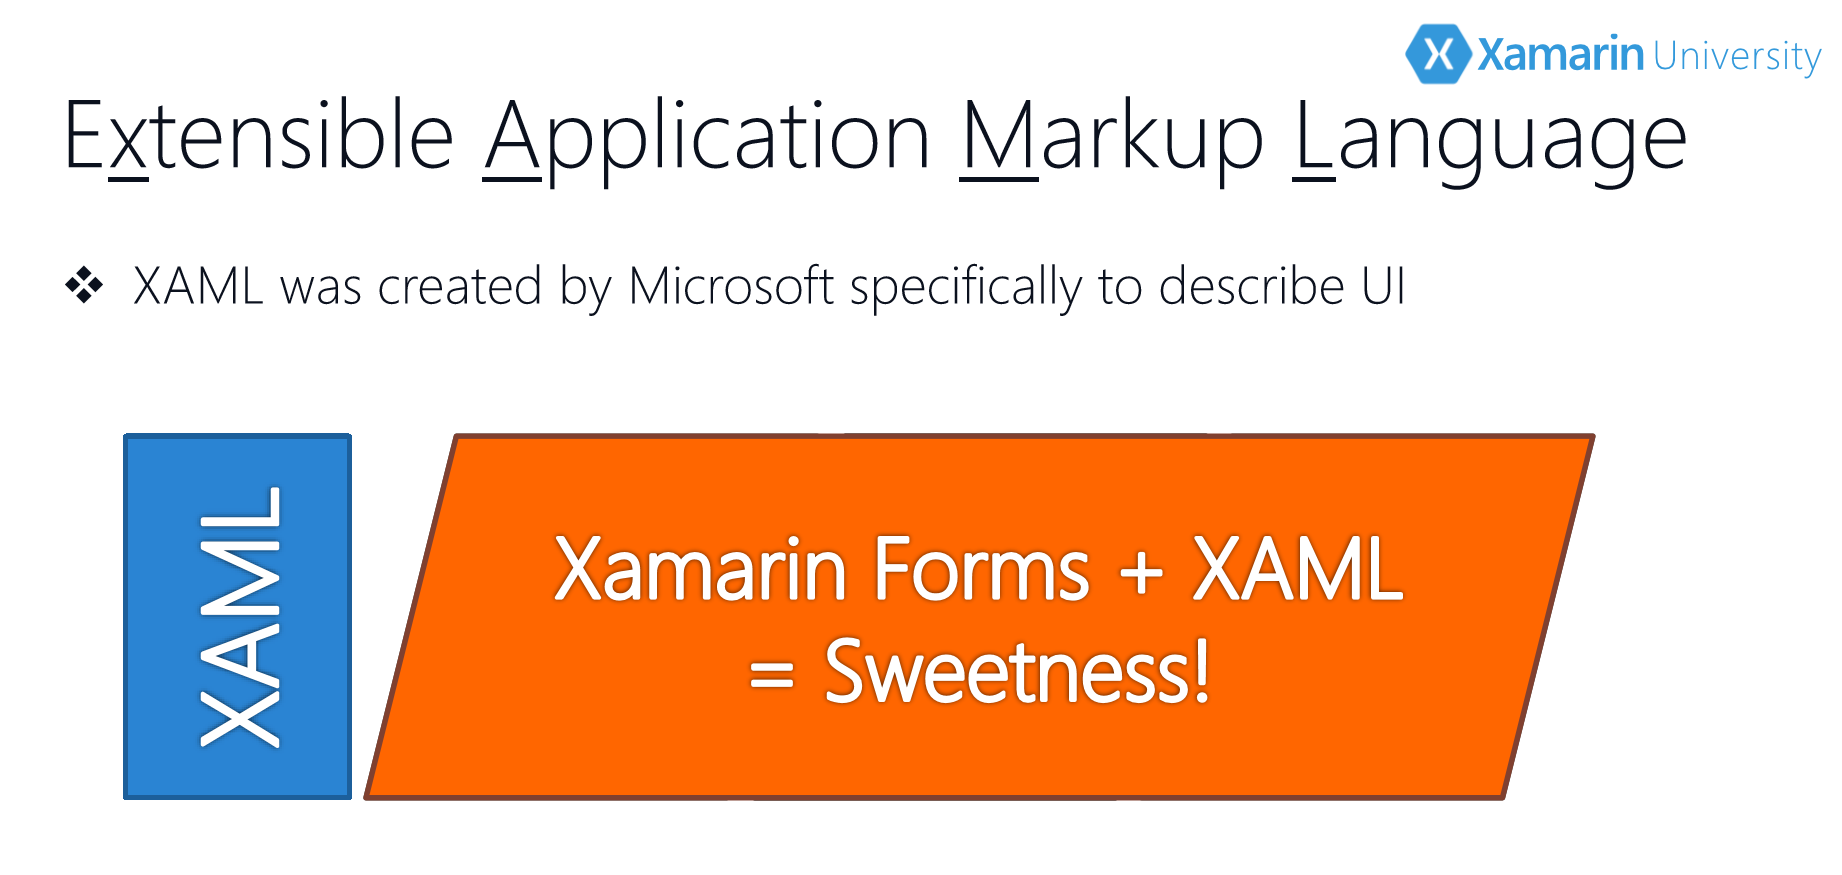 Xamarin University
Extensible Application Markup Language
❖ XAML was created by Microsoft specifically to describe UI
XAML
Xamarin Forms + XAML
= Sweetness!